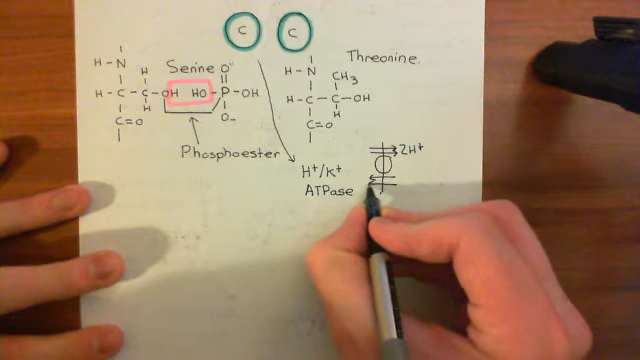 C C
Serine
Threonine.
H-N
H
H-C-C-OH HO-P-OH
O
H
C=O
O-
Phosphoester
H-N
CH3
H-C-C-OH
H
C=O
H+/K+
ATPase
2H+